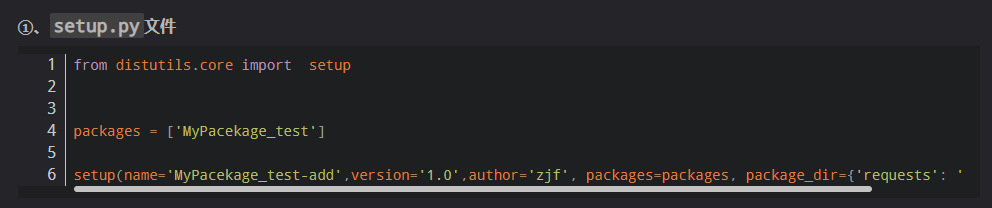 ①、setup.py文件
1 from distutils.core import  setup
2
3
4 packages = ['MyPacekage_test']
5
6 setup(name='MyPacekage_test-add',version='1.0',author='zjf', packages=packages, package_dir={'requests': '